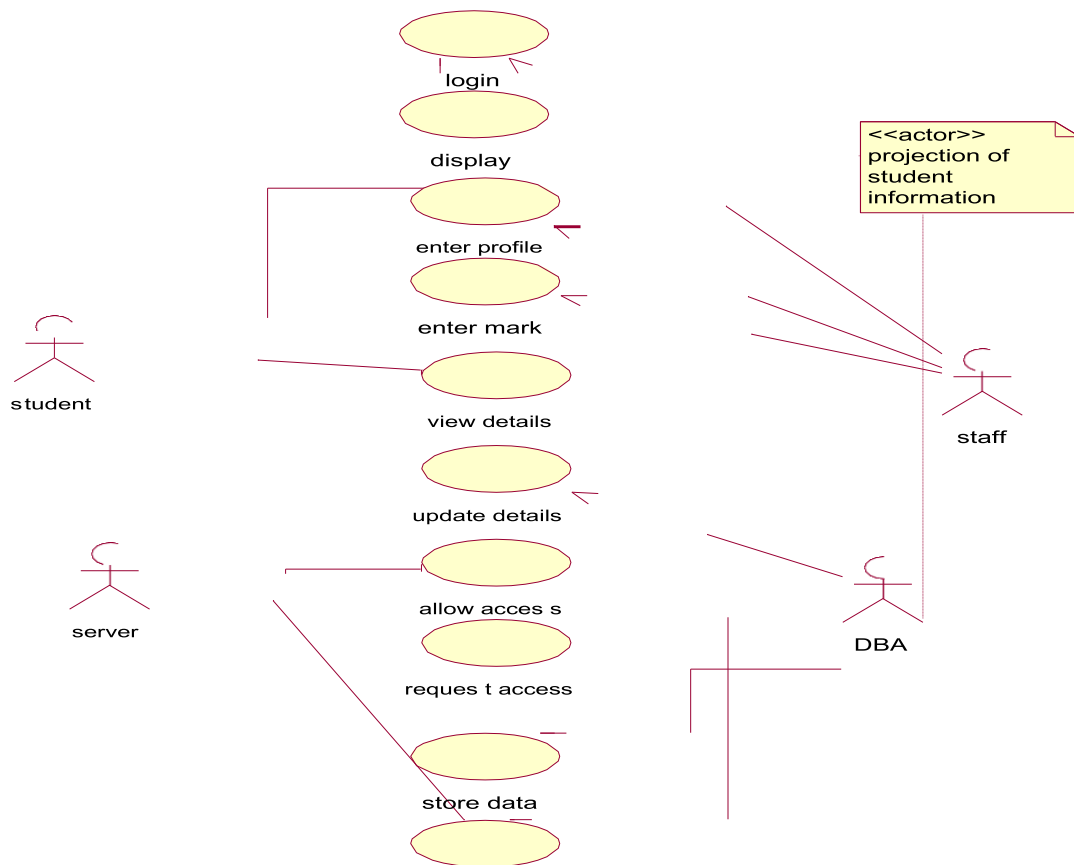 login
display
<<actor>>
projection of
student
information
enter profile
enter mark
student
view details
staff
update details
allow acces s
server
DBA
reques t access
store data